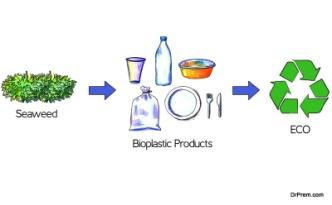 Seaweed
Bioplastic Products
ECO
DrPrem.com